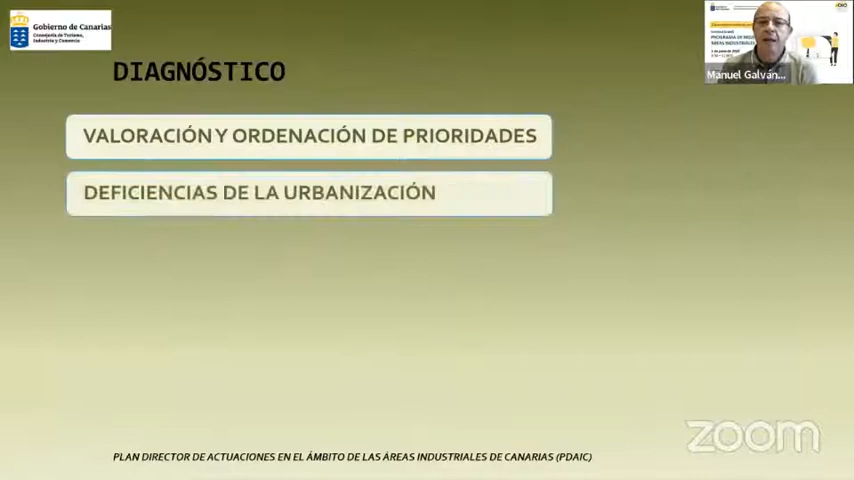 Gobierno de Canarias
Consejería de Turismo,
Industria y Comercio
DIAGNÓSTICO
VALORACIÓN Y ORDENACIÓN DE PRIORIDADES
DEFICIENCIAS DE LA URBANIZACIÓN
Manuel Galván...
zoom
PLAN DIRECTOR DE ACTUACIONES EN EL ÁMBITO DE LAS ÁREAS INDUSTRIALES DE CANARIAS (PDAIC)